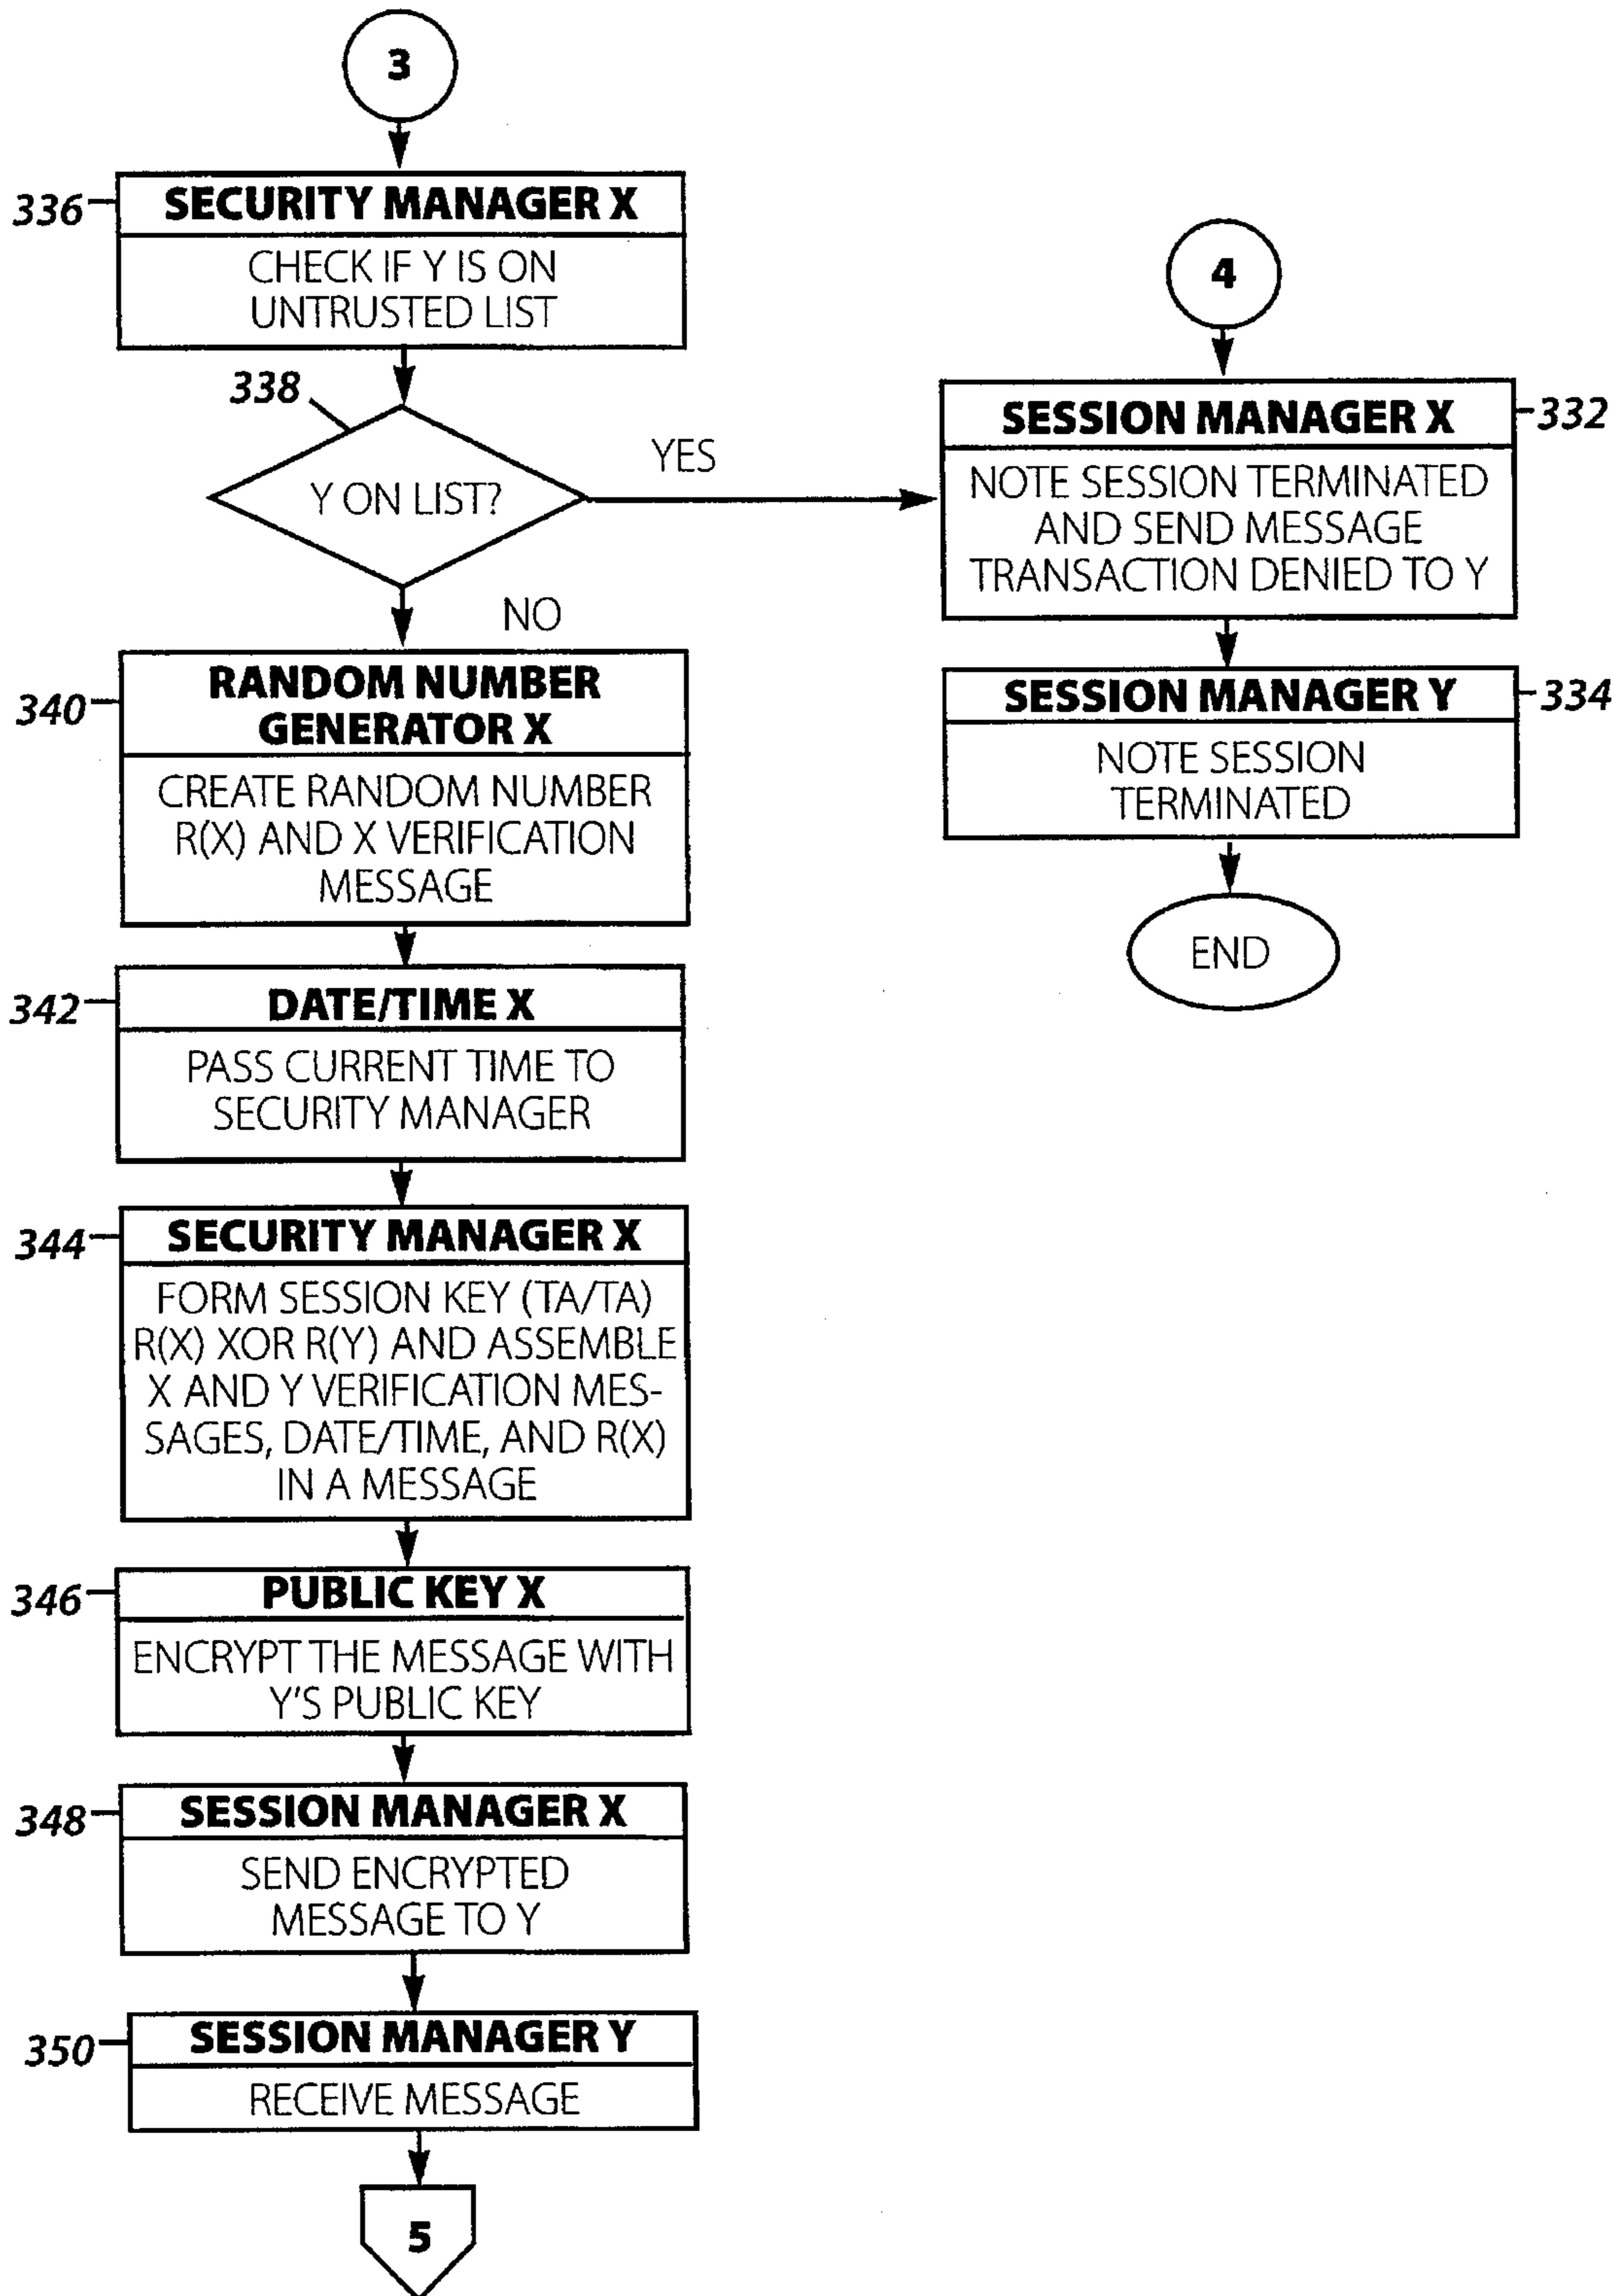 3
336
SECURITY MANAGER X
CHECK IF Y IS ON
UNTRUSTED LIST
338
Y ON LIST?
YES
NO
4
SESSION MANAGER X
332
NOTE SESSION TERMINATED
AND SEND MESSAGE
TRANSACTION DENIED TO Y
SESSION MANAGER Y
334
NOTE SESSION
TERMINATED
END
340
RANDOM NUMBER
GENERATOR X
CREATE RANDOM NUMBER
R(X) AND X VERIFICATION
MESSAGE
342
DATE/TIME X
PASS CURRENT TIME TO
SECURITY MANAGER
344
SECURITY MANAGER X
FORM SESSION KEY (TA/TA)
R(X) XOR R(Y) AND ASSEMBLE
X AND Y VERIFICATION MES-
SAGES, DATE/TIME, AND R(X)
IN A MESSAGE
346
PUBLIC KEY X
ENCRYPT THE MESSAGE WITH
Y'S PUBLIC KEY
348
SESSION MANAGER X
SEND ENCRYPTED
MESSAGE TO Y
350
SESSION MANAGER Y
RECEIVE MESSAGE
5